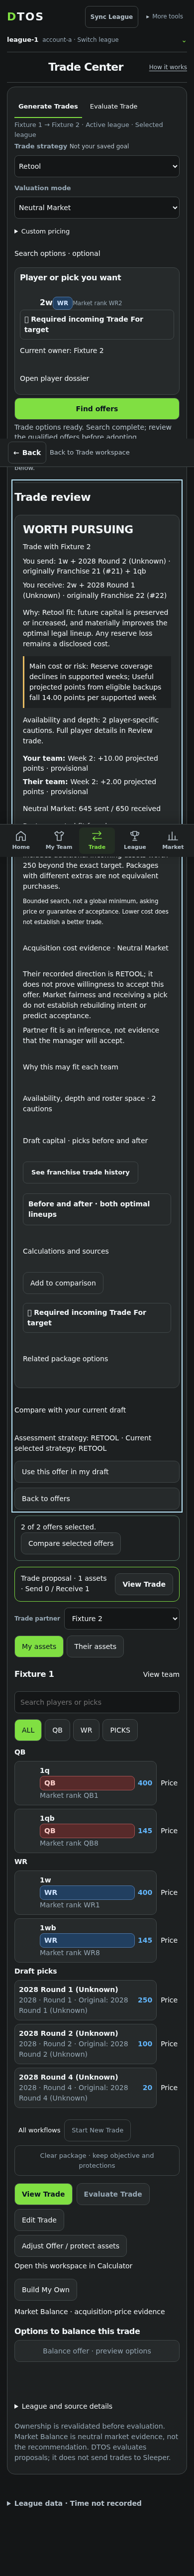 DTOS
Sync League
▸ More tools
league-1 account-a · Switch league
Trade Center
How it works
Generate Trades
Evaluate Trade
Fixture 1 → Fixture 2 · Active league · Selected
league
Trade strategy Not your saved goal
Retool
Valuation mode
Neutral Market
▸ Custom pricing
Search options · optional
Player or pick you want
2w WR Market rank WR2
Required incoming Trade For
target
Current owner: Fixture 2
Open player dossier
Find offers
Trade options ready. Search complete; review
the qualified offers before adopting
← Back
Back to Trade workspace
below.
Trade review
WORTH PURSUING
Trade with Fixture 2
You send: 1w + 2028 Round 2 (Unknown) ·
originally Franchise 21 (#21) + 1qb
You receive: 2w + 2028 Round 1
(Unknown) · originally Franchise 22 (#22)
Why: Retool fit: future capital is preserved
or increased, and materially improves the
optimal legal lineup. Any reserve loss
remains a disclosed cost.
Main cost or risk: Reserve coverage
declines in supported weeks; Useful
projected points from eligible backups
fall 14.00 points per supported week
Availability and depth: 2 player-specific
cautions. Full player details in Review
trade.
Your team: Week 2: +10.00 projected
points · provisional
Their team: Week 2: +2.00 projected
points · provisional
Neutral Market: 645 sent / 650 received
Home
My Team
Trade
League
Market
250 beyond the exact target. Packages
with different extras are not equivalent
purchases.
Bounded search, not a global minimum, asking
price or guarantee of acceptance. Lower cost does
not establish a better trade.
Acquisition cost evidence · Neutral Market
Their recorded direction is RETOOL; it
does not prove willingness to accept this
offer. Market fairness and receiving a pick
do not establish rebuilding intent or
predict acceptance.
Partner fit is an inference, not evidence
that the manager will accept.
Why this may fit each team
Availability, depth and roster space · 2
cautions
Draft capital · picks before and after
See franchise trade history
Before and after · both optimal
lineups
Calculations and sources
Add to comparison
Required incoming Trade For
target
Related package options
Compare with your current draft
Assessment strategy: RETOOL · Current
selected strategy: RETOOL
Use this offer in my draft
Back to offers
2 of 2 offers selected.
Compare selected offers
Trade proposal · 1 assets
· Send 0 / Receive 1
View Trade
Trade partner
Fixture 2
My assets
Their assets
Fixture 1
View team
Search players or picks
ALL
QB
WR
PICKS
QB
1q
QB 400 Price
Market rank QB1
1qb
QB 145 Price
Market rank QB8
WR
1w
WR 400 Price
Market rank WR1
1wb
WR 145 Price
Market rank WR8
Draft picks
2028 Round 1 (Unknown)
2028 · Round 1 · Original: 2028 250 Price
Round 1 (Unknown)
2028 Round 2 (Unknown)
2028 · Round 2 · Original: 2028 100 Price
Round 2 (Unknown)
2028 Round 4 (Unknown)
2028 · Round 4 · Original: 2028 20 Price
Round 4 (Unknown)
All workflows
Start New Trade
Clear package · keep objective and
protections
View Trade
Evaluate Trade
Edit Trade
Adjust Offer / protect assets
Open this workspace in Calculator
Build My Own
Market Balance · acquisition-price evidence
Options to balance this trade
Balance offer · preview options
▸ League and source details
Ownership is revalidated before evaluation.
Market Balance is neutral market evidence, not
the recommendation. DTOS evaluates
proposals; it does not send trades to Sleeper.
▸ League data · Time not recorded